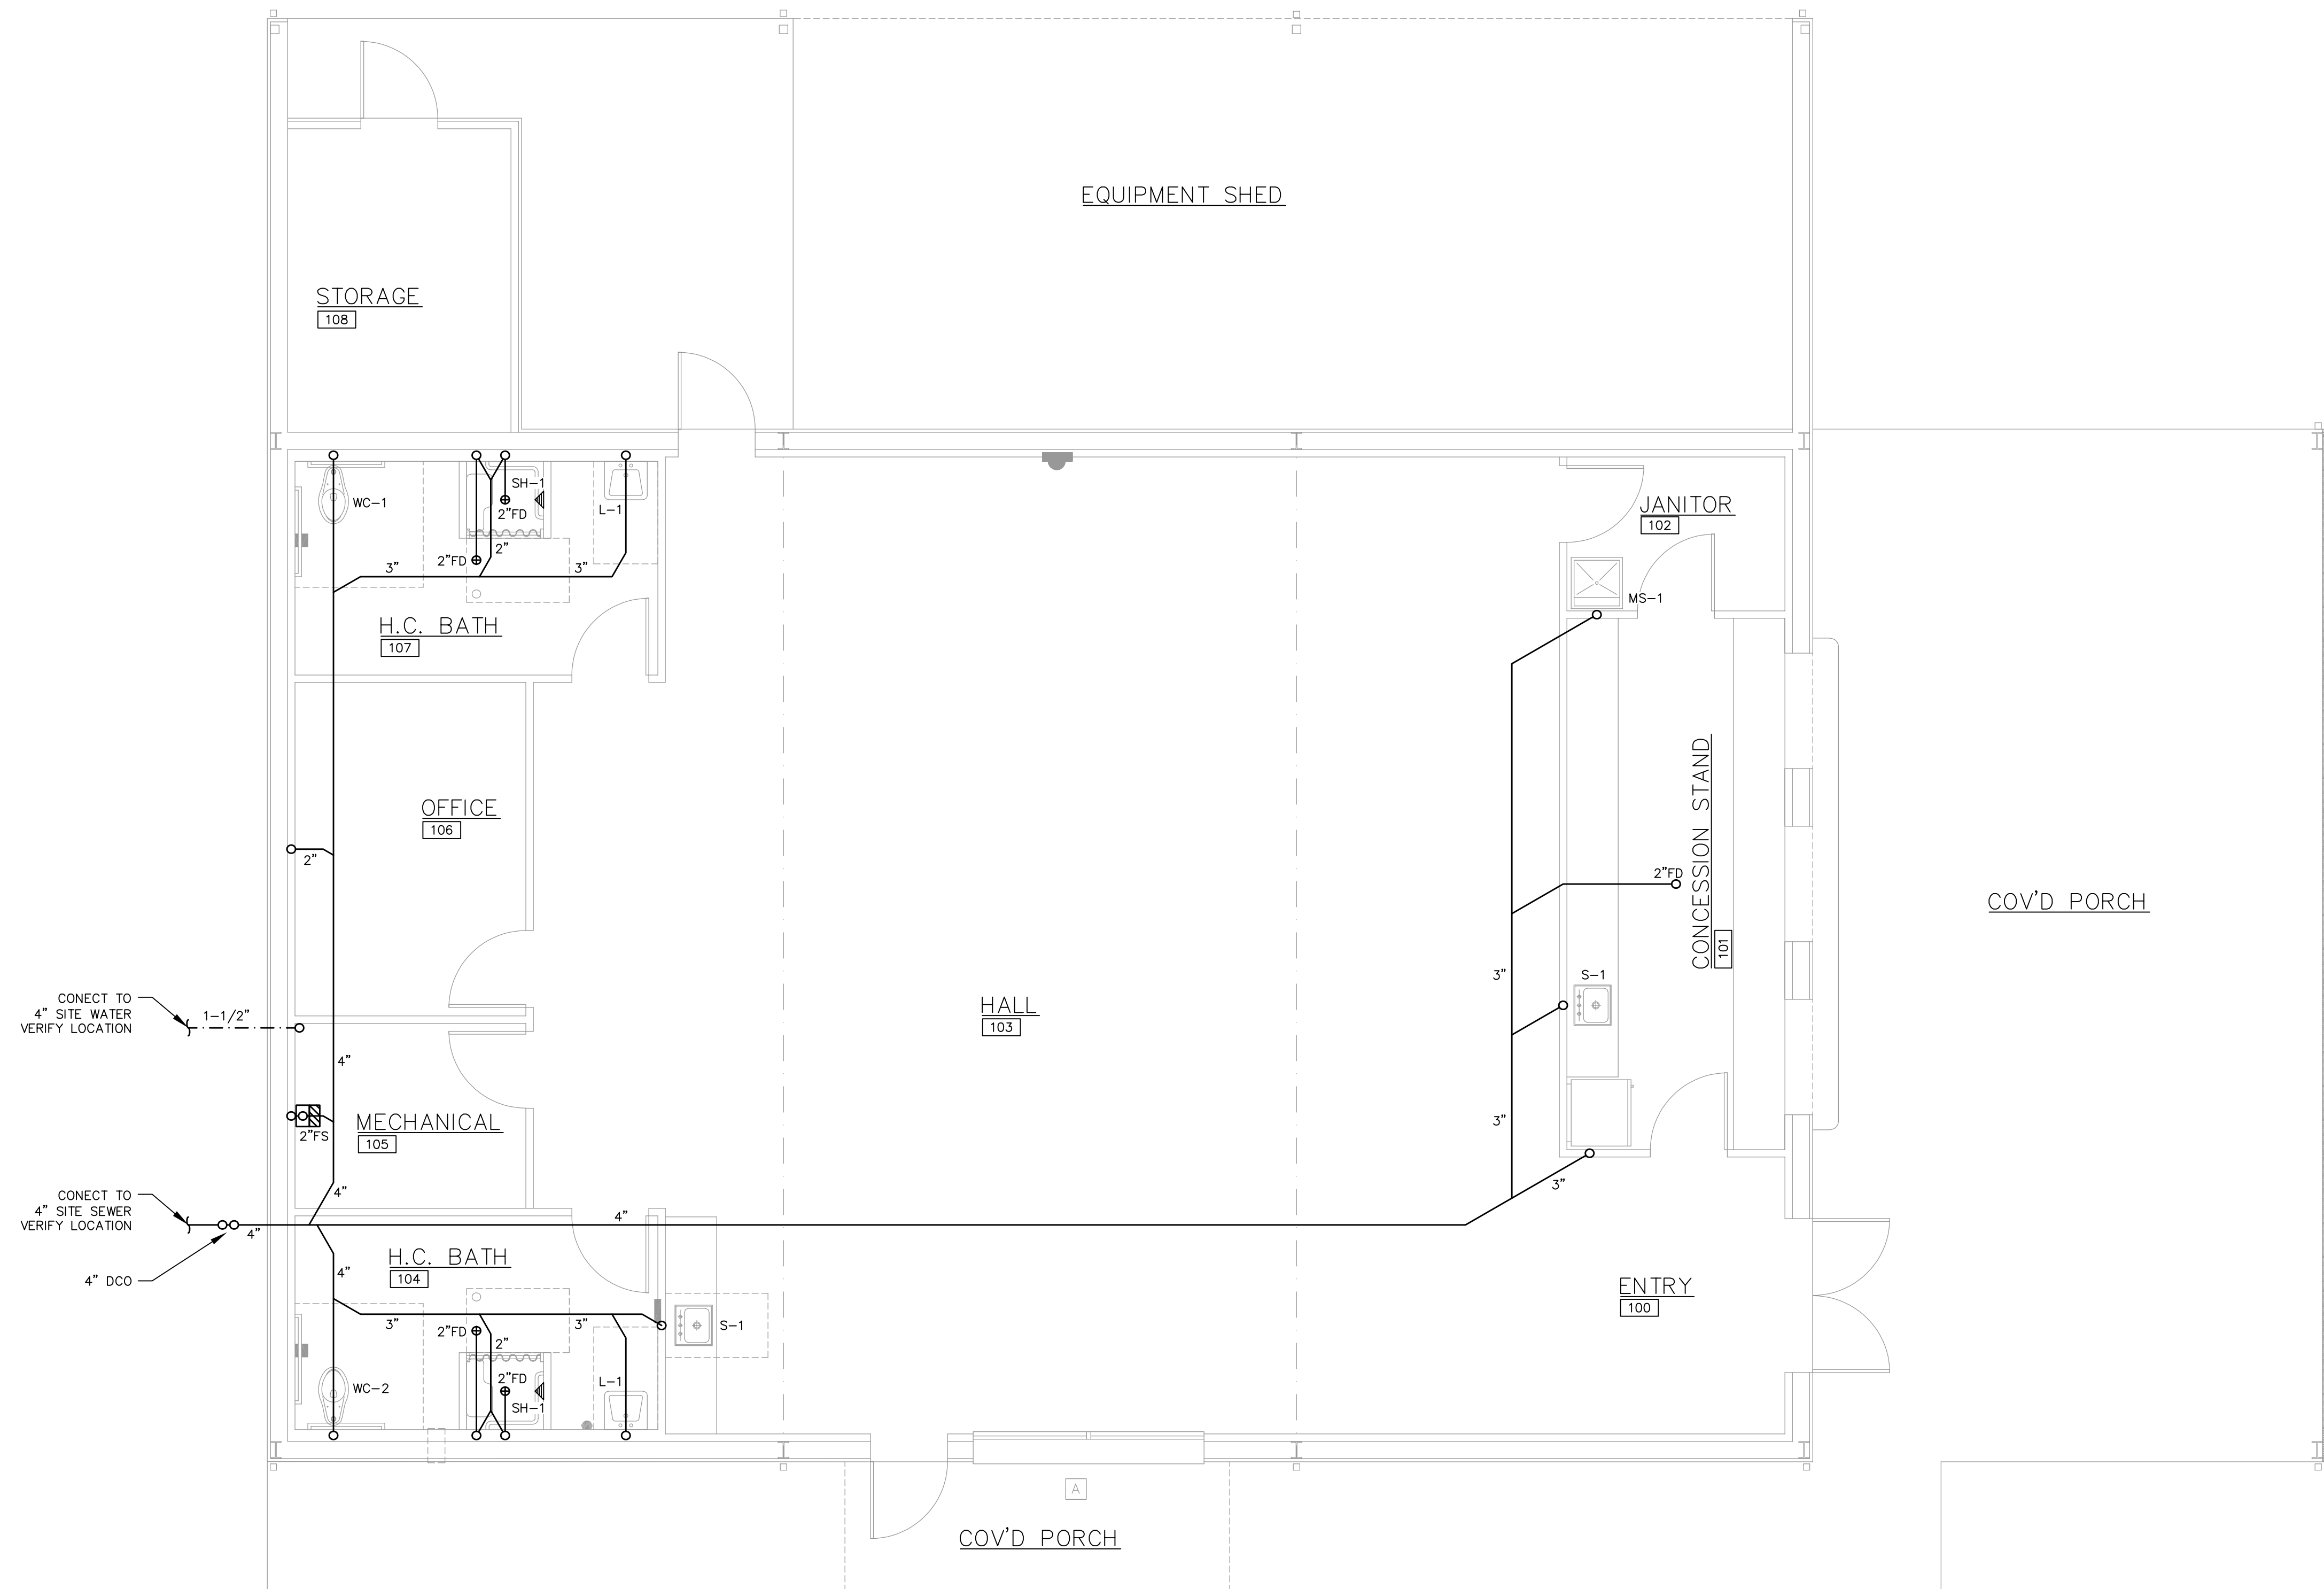 EQUIPMENT SHED
STORAGE
108
WC-1
SH-1
2"FD
L-1
2"FD
2"
3"
3"
H.C. BATH
107
JANITOR
102
MS-1
OFFICE
106
2"
CONCESSION STAND
101
2"FD
S-1
3"
3"
3"
COV'D PORCH
HALL
103
CONECT TO
4" SITE WATER
VERIFY LOCATION
1-1/2"
4"
MECHANICAL
105
2"FS
4"
CONECT TO
4" SITE SEWER
VERIFY LOCATION
4"
4"
4" DCO
H.C. BATH
104
4"
3"
3"
2"FD
2"
2"FD
SH-1
L-1
WC-2
S-1
ENTRY
100
A
COV'D PORCH